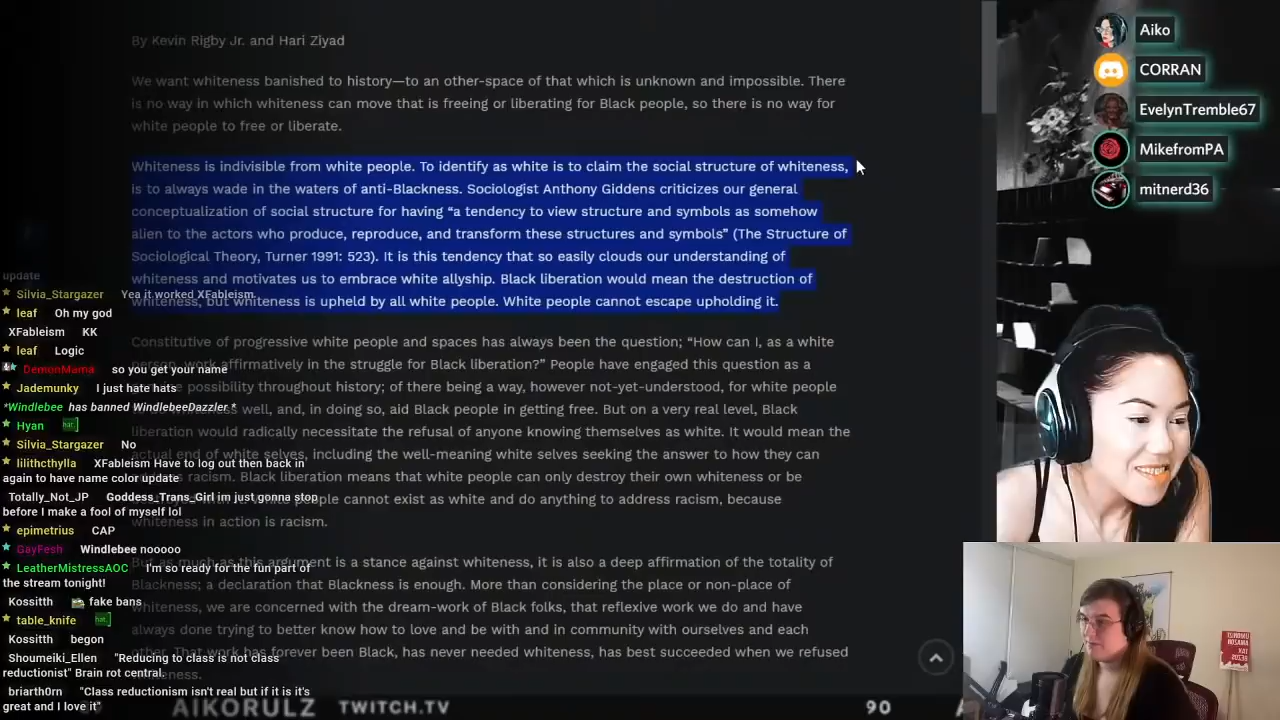 By Kevin Rigby Jr. and Hari Ziyad
We want whiteness banished to history—to an other-space of that which is unknown and impossible. There
is no way in which whiteness can move that is freeing or liberating for Black people, so there is no way for
white people to free or liberate.
Whiteness is indivisible from white people. To identify as white is to claim the social structure of whiteness,
is to always wade in the waters of anti-Blackness. Sociologist Anthony Giddens criticizes our general
conceptualization of social structure for having “a tendency to view structure and symbols as somehow
alien to the actors who produce, reproduce, and transform these structures and symbols” (The Structure of
Sociological Theory, Turner 1991: 523). It is this tendency that so easily clouds our understanding of
whiteness and motivates us to embrace white allyship. Black liberation would mean the destruction of
whiteness, but whiteness is upheld by all white people. White people cannot escape upholding it.
Constitutive of progressive white people and spaces has always been the question; “How can I, as a white
person, work affirmatively in the struggle for Black liberation?” People have engaged this question as a
possibility throughout history; of there being a way, however not-yet-understood, for white people
well, and, in doing so, aid Black people in getting free. But on a very real level, Black
liberation would radically necessitate the refusal of anyone knowing themselves as white. It would mean the
actual end of white selves, including the well-meaning white selves seeking the answer to how they can
racism. Black liberation means that white people can only destroy their own whiteness or be
people cannot exist as white and do anything to address racism, because
whiteness in action is racism.
But as much as this argument is a stance against whiteness, it is also a deep affirmation of the totality of
Blackness; a declaration that Blackness is enough. More than considering the place or non-place of
whiteness, we are concerned with the dream-work of Black folks, that reflexive work we do and have
always done trying to better know how to love and be with and in community with ourselves and each
other. That work has forever been Black, has never needed whiteness, has best succeeded when we refused
whiteness.
update
Silvia_Stargazer Yea it worked XFableism
leaf Oh my god
XFableism KK
leaf Logic
DemonMama so you get your name
Jademunky I just hate hats
*Windlebee has banned WindlebeeDazzler *
Hyan hat.
Silvia_Stargazer No
lilithcthylla XFableism Have to log out then back in
again to have name color update
Totally_Not_JP Goddess_Trans_Girl im just gonna stop
before I make a fool of myself lol
epimetrius CAP
GayFesh Windlebee nooooo
LeatherMistressAOC I'm so ready for the fun part of
the stream tonight!
Kossitth fake bans
table_knife hat.
Kossitth begon
Shoumeiki_Ellen "Reducing to class is not class
reductionist" Brain rot central.
briarth0rn "Class reductionism isn't real but if it is it's
great and I love it"
Aiko
CORRAN
EvelynTremble67
MikefromPA
mitnerd36
AIKORULZ TWITCH.TV 90 A